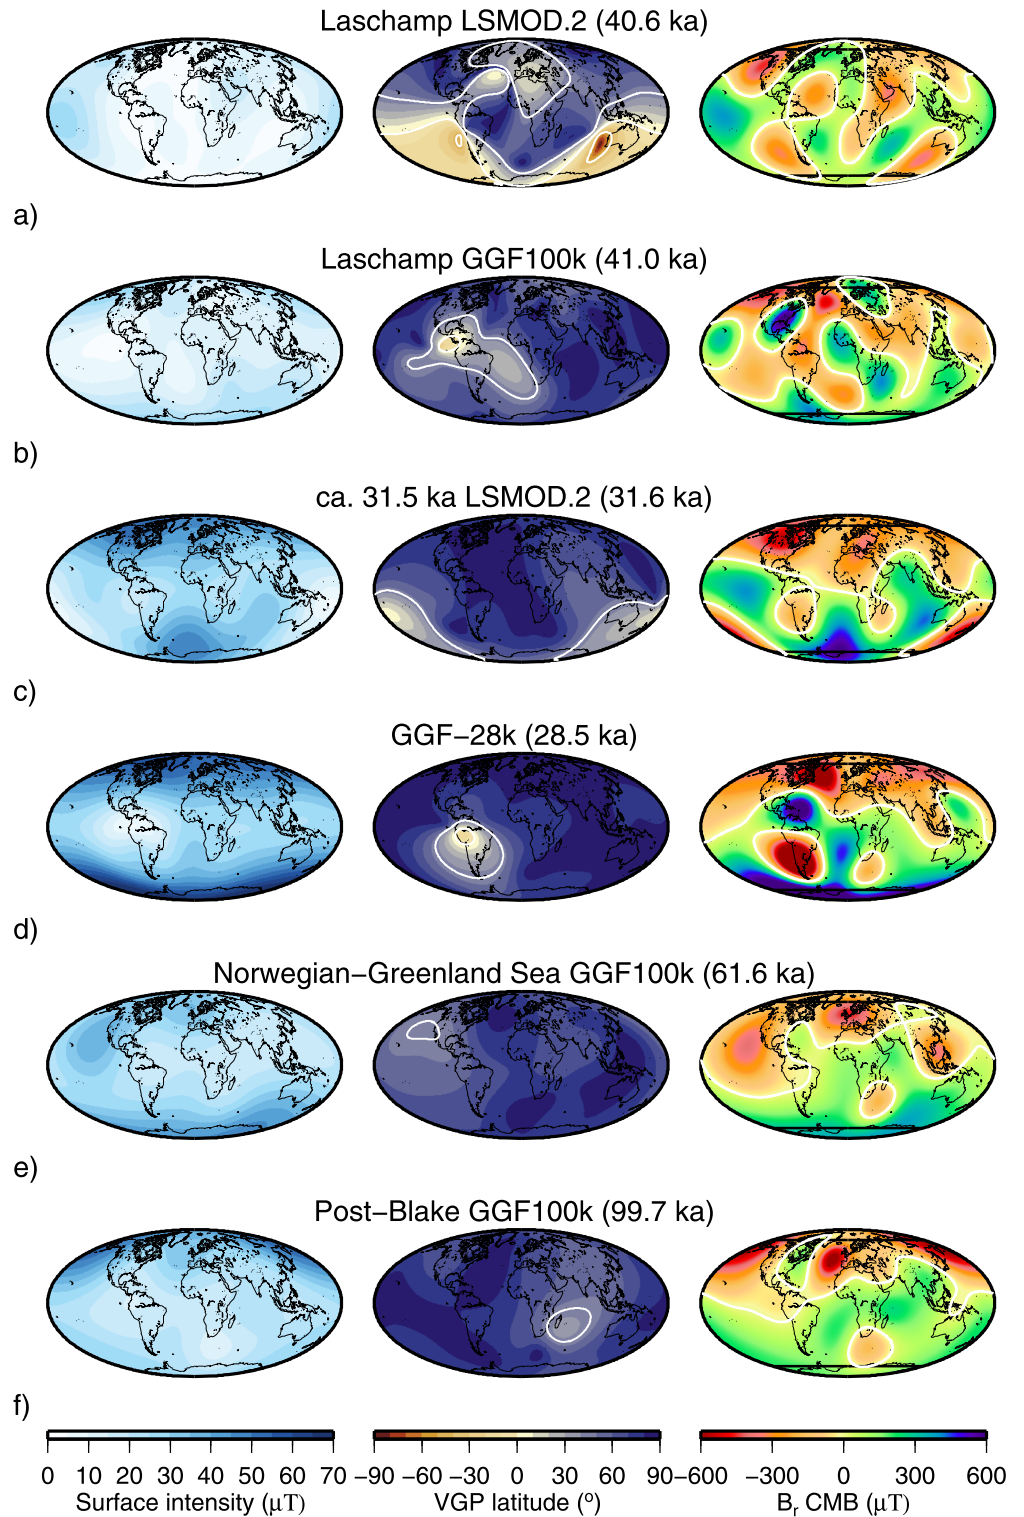 Laschamp LSMOD.2 (40.6 ka)
a)
Laschamp GGF100k (41.0 ka)
b)
ca. 31.5 ka LSMOD.2 (31.6 ka)
c)
GGF−28k (28.5 ka)
d)
Norwegian−Greenland Sea GGF100k (61.6 ka)
e)
Post−Blake GGF100k (99.7 ka)
f)
0 10 20 30 40 50 60 70 −90 −60 −30 0 30 60 90 −600 −300 0 300 600
Surface intensity (μT) VGP latitude (°) Br CMB (μT)